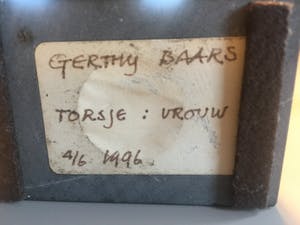 GERTHY BAARS
TORSJE : VROUW
4/6 1996